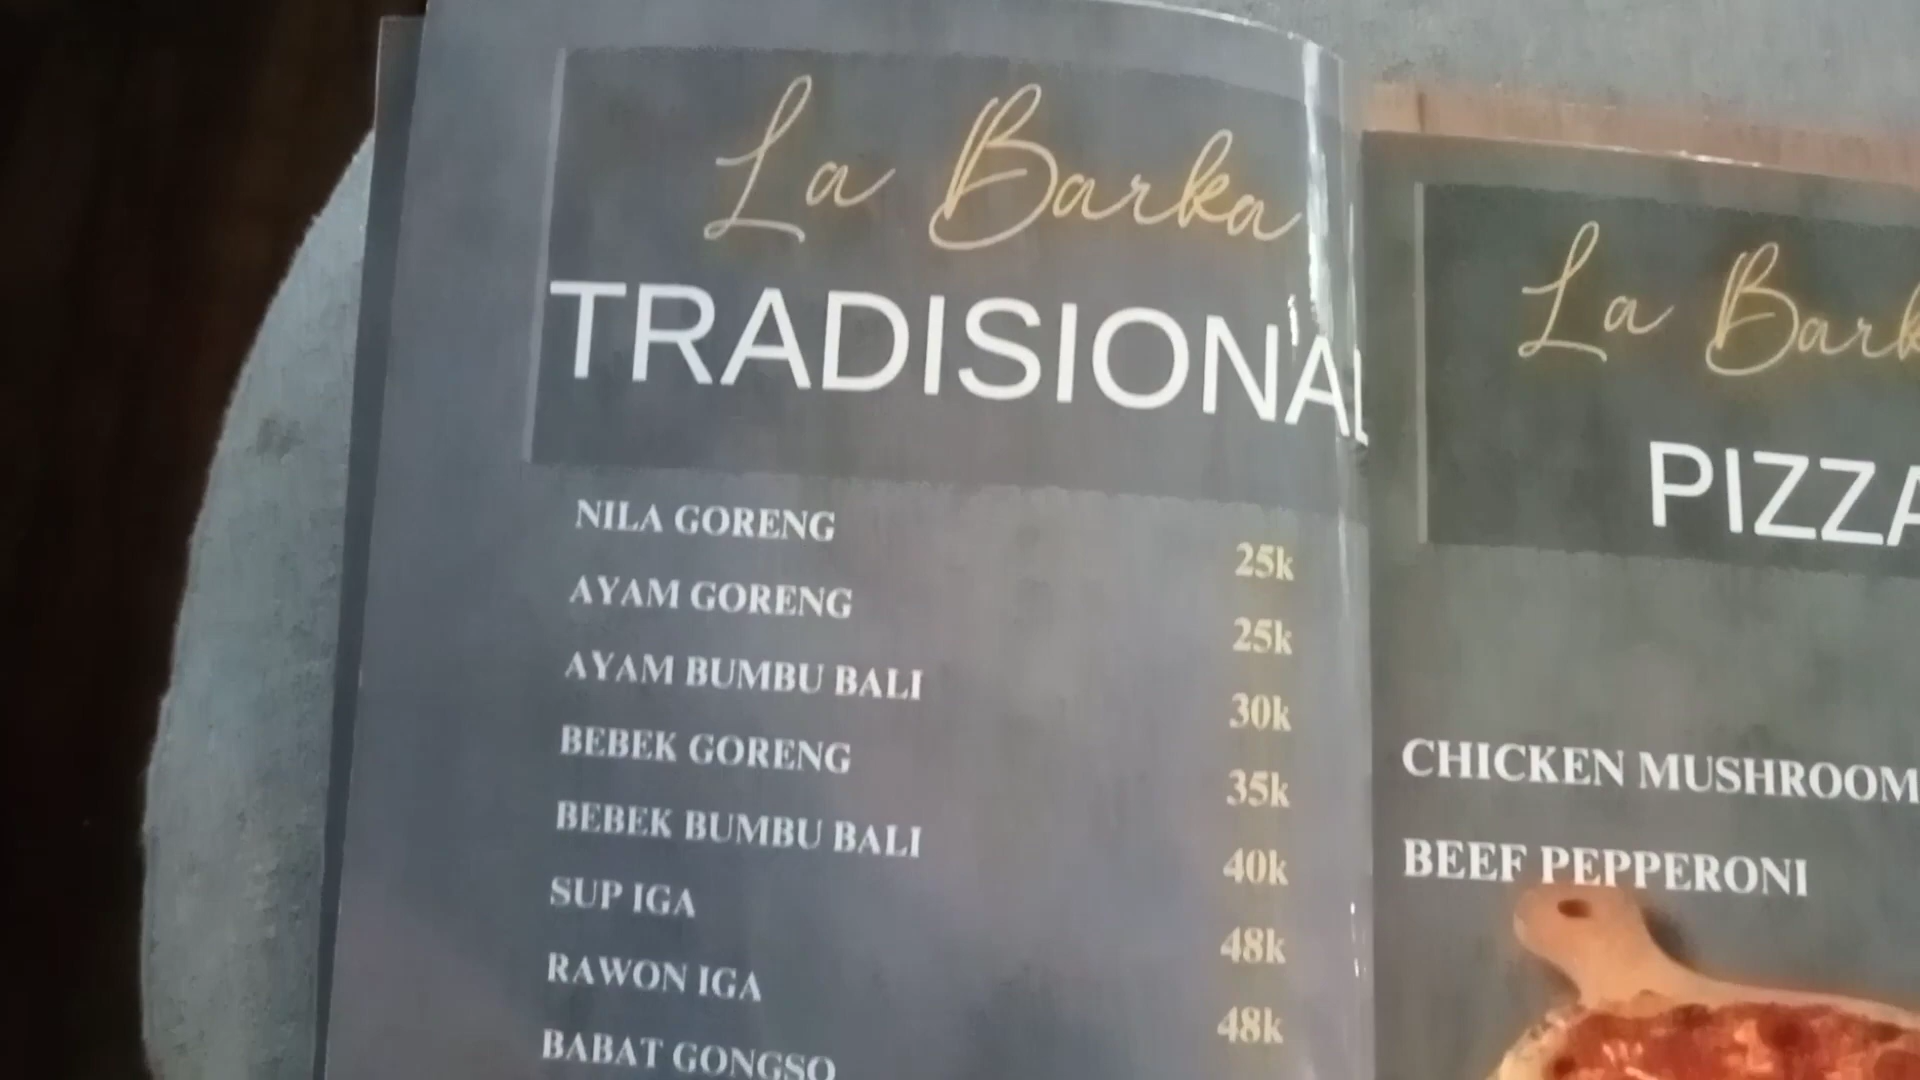 La Barka
TRADISIONAL
NILA GORENG 25k
AYAM GORENG 25k
AYAM BUMBU BALI 30k
BEBEK GORENG 35k
BEBEK BUMBU BALI 40k
SUP IGA 48k
RAWON IGA 48k
BABAT GONGSO
La Bark
PIZZA
CHICKEN MUSHROOM
BEEF PEPPERONI